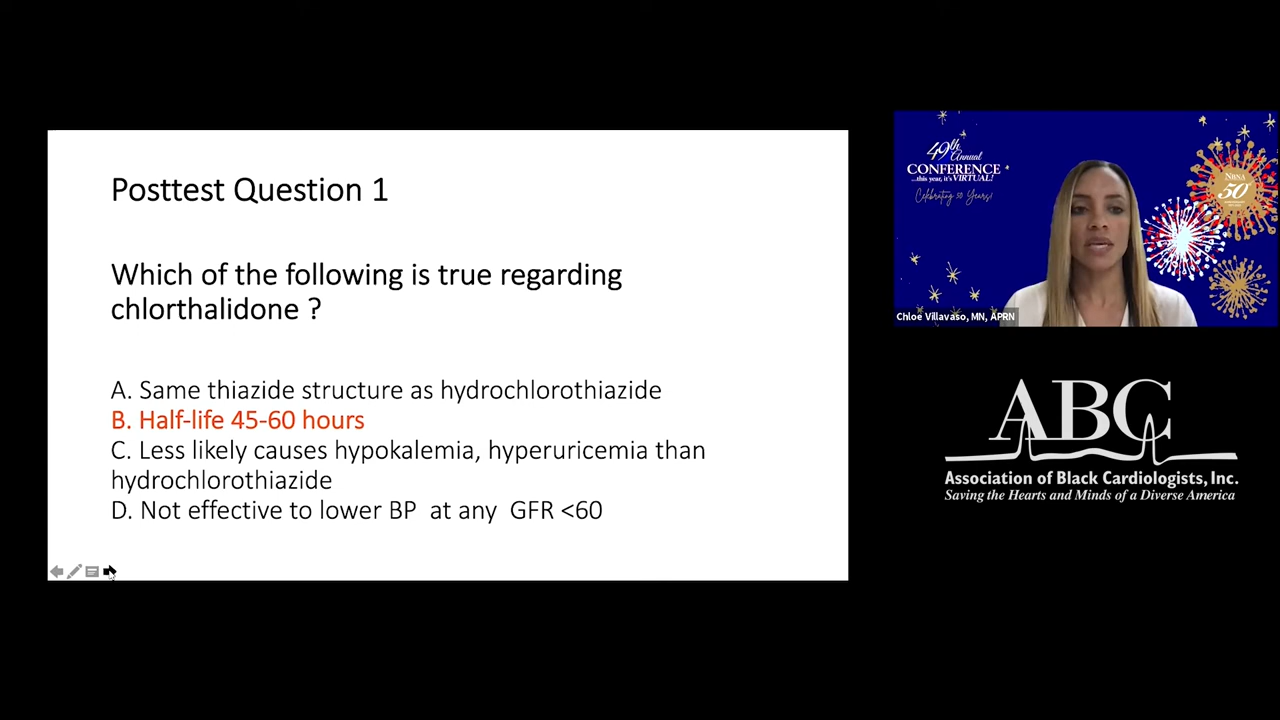 Posttest Question 1
Which of the following is true regarding
chlorthalidone ?
A. Same thiazide structure as hydrochlorothiazide
B. Half-life 45-60 hours
C. Less likely causes hypokalemia, hyperuricemia than
hydrochlorothiazide
D. Not effective to lower BP at any GFR <60
49th Annual
CONFERENCE
...this year, it's VIRTUAL!
Celebrating 50 Years!
NBNA
50
Chloe Villavaso, MN, APRN
ABC
Association of Black Cardiologists, Inc.
Saving the Hearts and Minds of a Diverse America